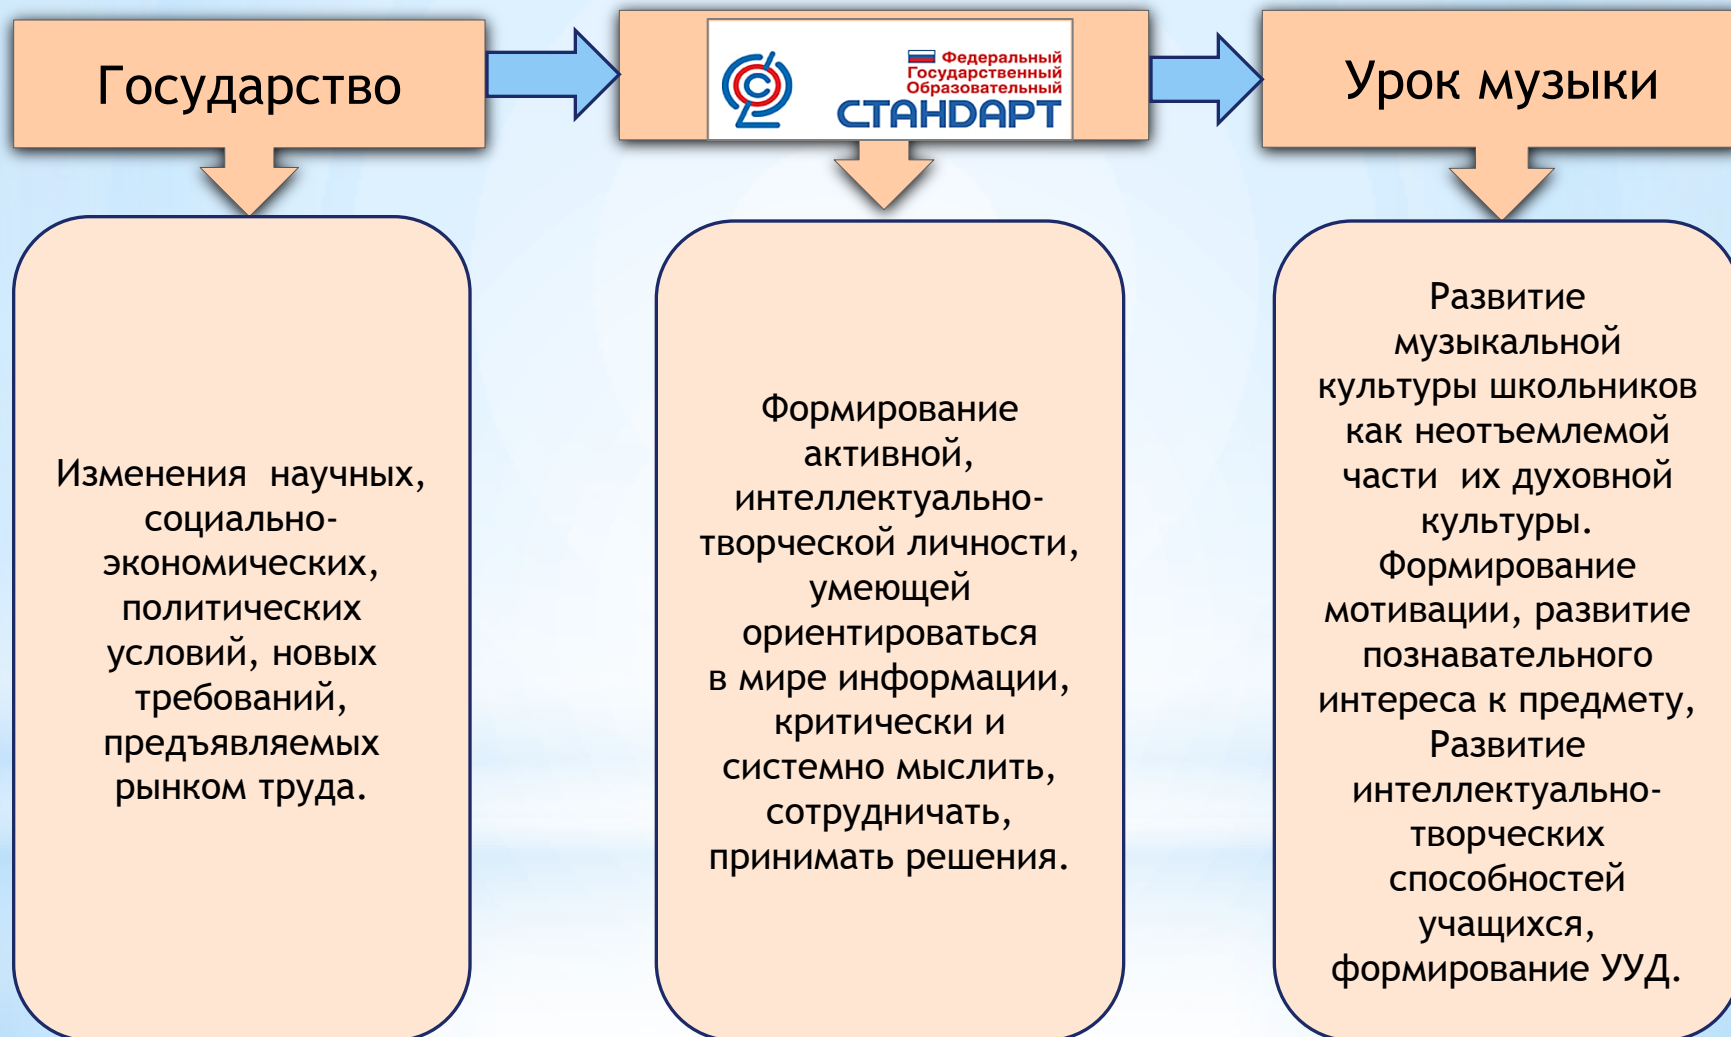 Государство
Федеральный
Государственный
Образовательный
СТАНДАРТ
Урок музыки
Изменения научных,
социально-
экономических,
политических
условий, новых
требований,
предъявляемых
рынком труда.
Формирование
активной,
интеллектуально-
творческой личности,
умеющей
ориентироваться
в мире информации,
критически и
системно мыслить,
сотрудничать,
принимать решения.
Развитие
музыкальной
культуры школьников
как неотъемлемой
части их духовной
культуры.
Формирование
мотивации, развитие
познавательного
интереса к предмету,
Развитие
интеллектуально-
творческих
способностей
учащихся,
формирование УУД.